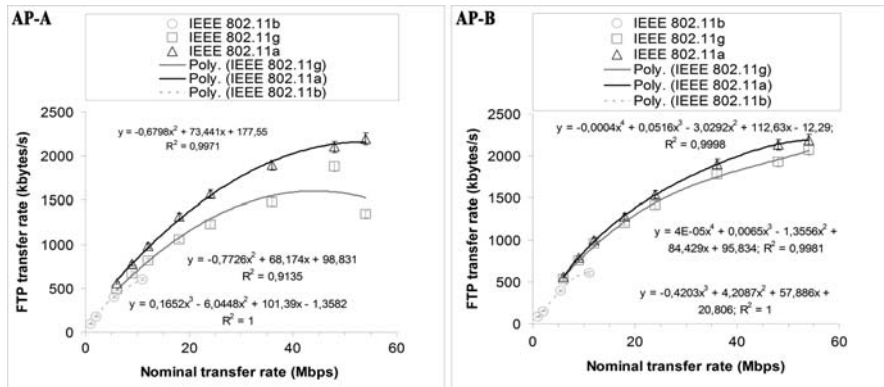 AP-A
IEEE 802.11b
IEEE 802.11g
IEEE 802.11a
Poly. (IEEE 802.11g)
Poly. (IEEE 802.11a)
Poly. (IEEE 802.11b)
FTP transfer rate (kbytes/s)
2500
2000
1500
1000
500
0
y = -0,6798x² + 73,441x + 177,55
R² = 0,9971
y = -0,7726x² + 68,174x + 98,831
R² = 0,9135
y = 0,1652x³ - 6,0448x² + 101,39x - 1,3582
R² = 1
0 20 40 60
Nominal transfer rate (Mbps)
AP-B
IEEE 802.11b
IEEE 802.11g
IEEE 802.11a
Poly. (IEEE 802.11g)
Poly. (IEEE 802.11a)
Poly. (IEEE 802.11b)
FTP transfer rate (kbytes/s)
2500
2000
1500
1000
500
0
y = -0,0004x⁴ + 0,0516x³ - 3,0292x² + 112,63x - 12,29;
R² = 0,9998
y = 4E-05x⁴ + 0,0065x³ - 1,3556x² +
84,429x + 95,834; R² = 0,9981
y = -0,4203x³ + 4,2087x² + 57,886x +
20,806; R² = 1
0 20 40 60
Nominal transfer rate (Mbps)